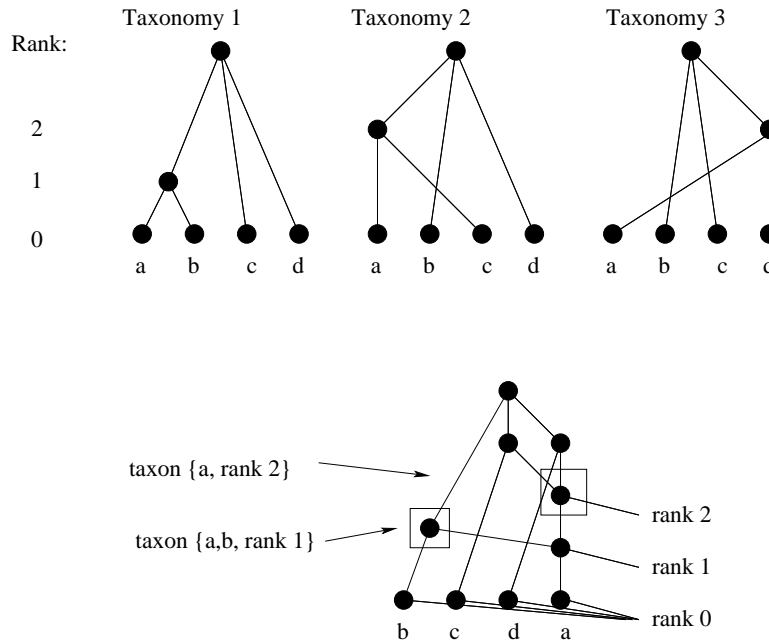 Taxonomy 1 Taxonomy 2 Taxonomy 3
Rank:
2
1
0
a b c d a b c d a b c d
taxon {a, rank 2}
taxon {a,b, rank 1}
rank 2
rank 1
rank 0
b c d a